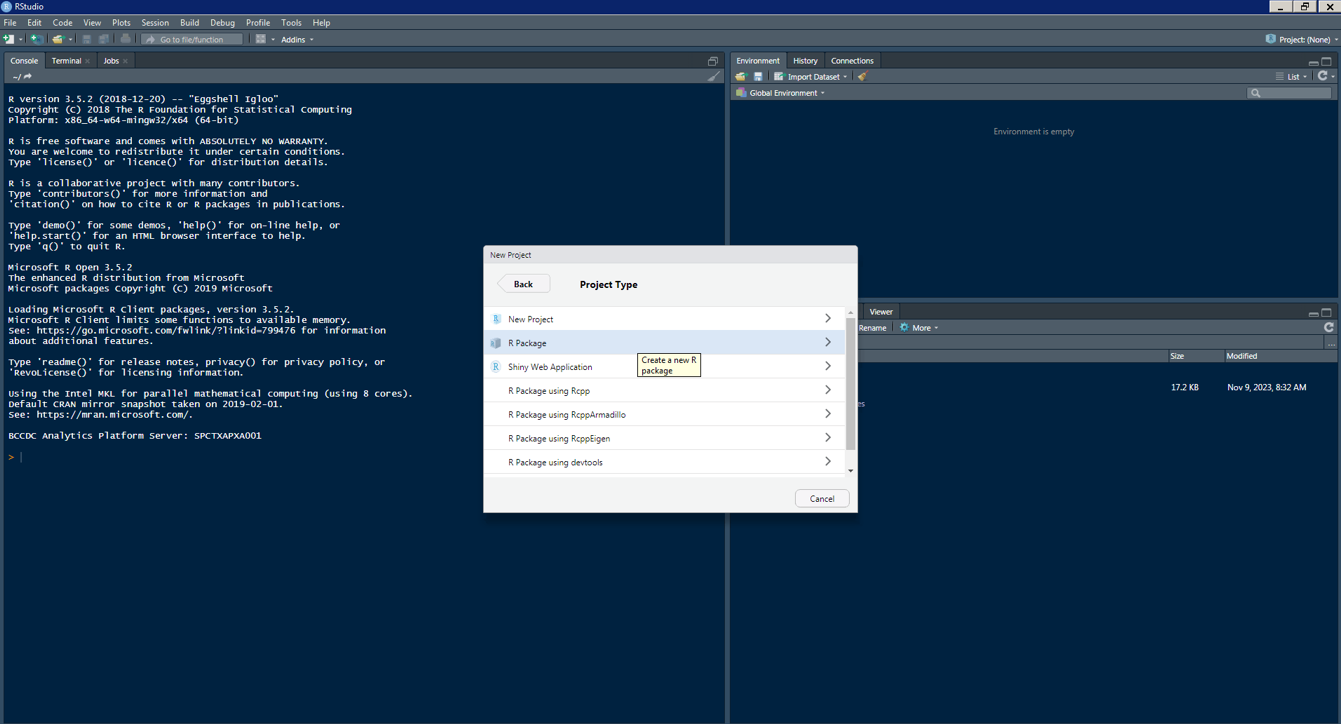 RStudio
File Edit Code View Plots Session Build Debug Profile Tools Help
Go to file/function Addins Project: (None)
Console Terminal Jobs
~/
R version 3.5.2 (2018-12-20) -- "Eggshell Igloo"
Copyright (C) 2018 The R Foundation for Statistical Computing
Platform: x86_64-w64-mingw32/x64 (64-bit)
R is free software and comes with ABSOLUTELY NO WARRANTY.
You are welcome to redistribute it under certain conditions.
Type 'license()' or 'licence()' for distribution details.
R is a collaborative project with many contributors.
Type 'contributors()' for more information and
'citation()' on how to cite R or R packages in publications.
Type 'demo()' for some demos, 'help()' for on-line help, or
'help.start()' for an HTML browser interface to help.
Type 'q()' to quit R.
Microsoft R Open 3.5.2
The enhanced R distribution from Microsoft
Microsoft packages Copyright (C) 2019 Microsoft
Loading Microsoft R Client packages, version 3.5.2.
Microsoft R Client limits some functions to available memory.
See: https://go.microsoft.com/fwlink/?linkid=799476 for information
about additional features.
Type 'readme()' for release notes, privacy() for privacy policy, or
'RevoLicense()' for licensing information.
Using the Intel MKL for parallel mathematical computing (using 8 cores).
Default CRAN mirror snapshot taken on 2019-02-01.
See: https://mran.microsoft.com/.
BCCDC Analytics Platform Server: SPCTXAPXA001
>
Environment History Connections
Import Dataset List
Global Environment
Environment is empty
New Project
Back Project Type
New Project
R Package
Create a new R
package
Shiny Web Application
R Package using Rcpp
R Package using RcppArmadillo
R Package using RcppEigen
R Package using devtools
Cancel
Viewer
Rename More
Size Modified
17.2 KB Nov 9, 2023, 8:32 AM
es